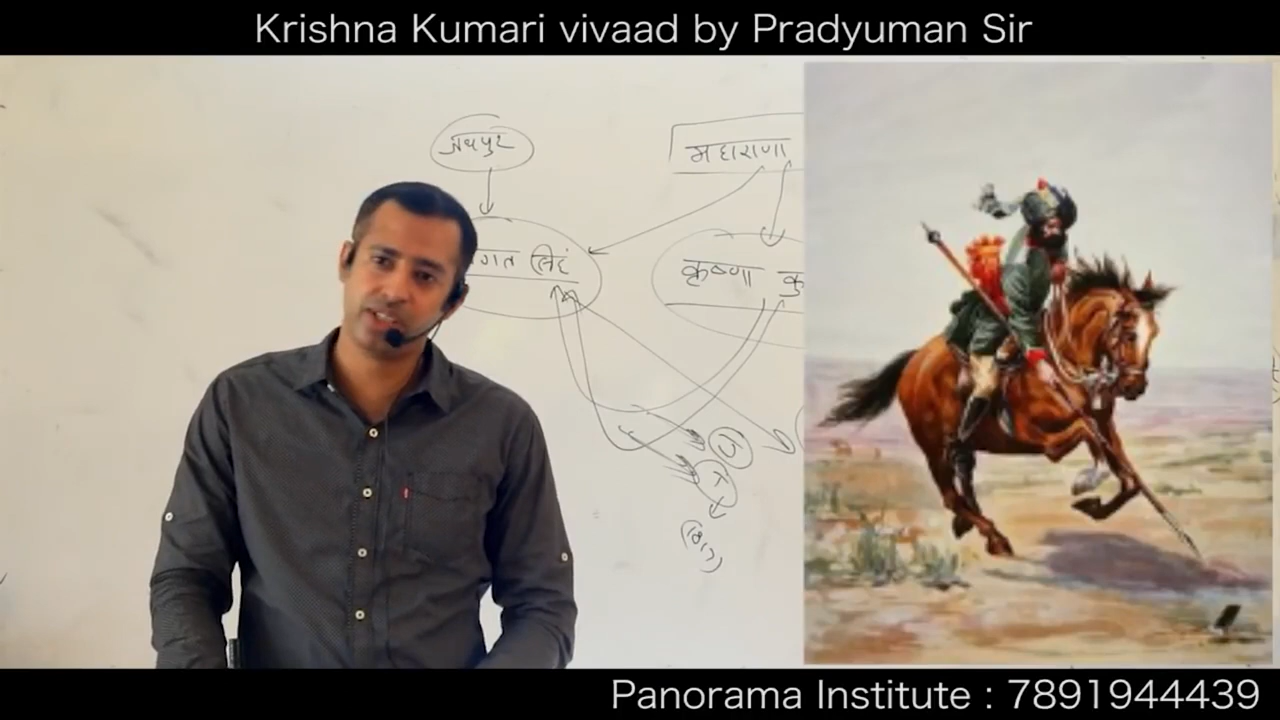 Krishna Kumari vivaad by Pradyuman Sir
जयपुर
महाराणा
गत सिंह
कृष्णा कु
Panorama Institute : 7891944439